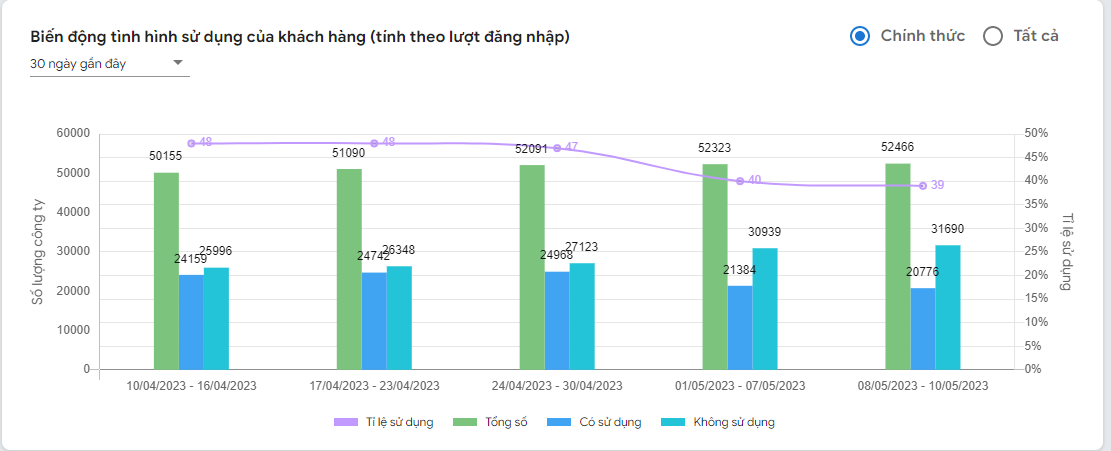 Biến động tình hình sử dụng của khách hàng (tính theo lượt đăng nhập)
Chính thức Tất cả
30 ngày gần đây
60000 50%
50000 45%
40000 40%
30000 35%
20000 30%
10000 25%
0 20%
15%
10%
5%
0%
Số lượng công ty
Tỉ lệ sử dụng
48 48 47 40 39
50155 51090 52091 52323 52466
24159 25996 24742 26348 24968 27123 21384 30939 20776 31690
10/04/2023 - 16/04/2023 17/04/2023 - 23/04/2023 24/04/2023 - 30/04/2023 01/05/2023 - 07/05/2023 08/05/2023 - 10/05/2023
Tỉ lệ sử dụng Tổng số Có sử dụng Không sử dụng